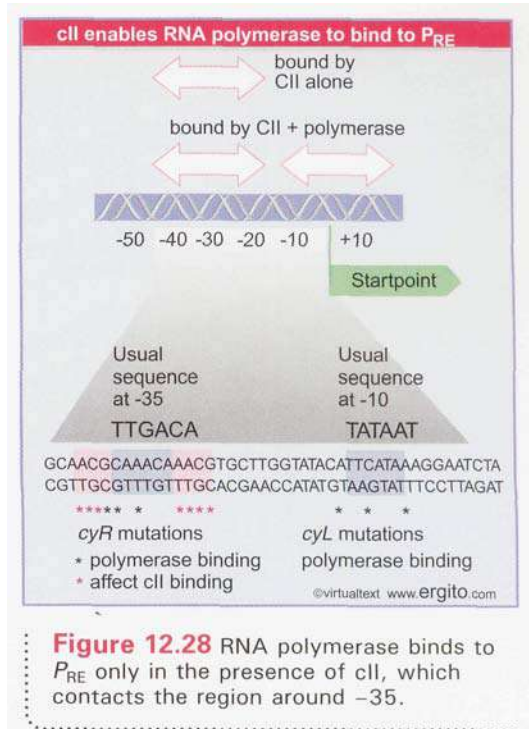 cII enables RNA polymerase to bind to PRE
bound by
CII alone
bound by CII + polymerase
-50 -40 -30 -20 -10 +10
Startpoint
Usual
sequence
at -35
TTGACA
Usual
sequence
at -10
TATAAT
GCAACGCAAACAAACGTGCTTGGTATACATTCATAAAGGAATCTA
CGTTGCGTTTGTTTGCACGAACCATATGTAAGTATTTCCTTAGAT
***** * **** * * *
cyR mutations
* polymerase binding
* affect cII binding
cyL mutations
polymerase binding
©virtualtext www.ergito.com
Figure 12.28 RNA polymerase binds to
PRE only in the presence of cII, which
contacts the region around −35.